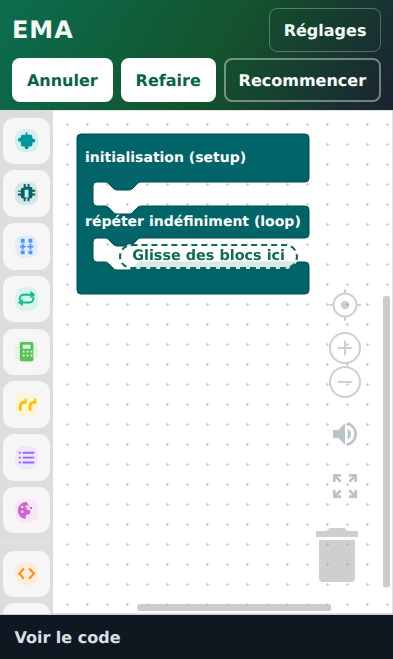 EMA
Réglages
Annuler
Refaire
Recommencer
initialisation (setup)
répéter indéfiniment (loop)
Glisse des blocs ici
Voir le code